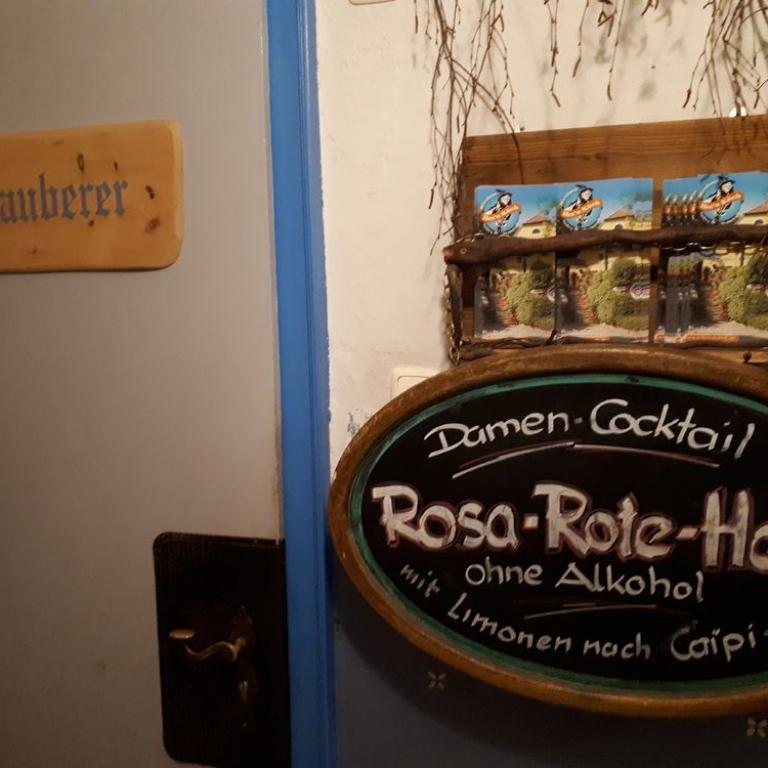 auberer
Damen-Cocktail
Rosa-Rote-Ho
ohne Alkohol
mit Limonen nach Caipi-